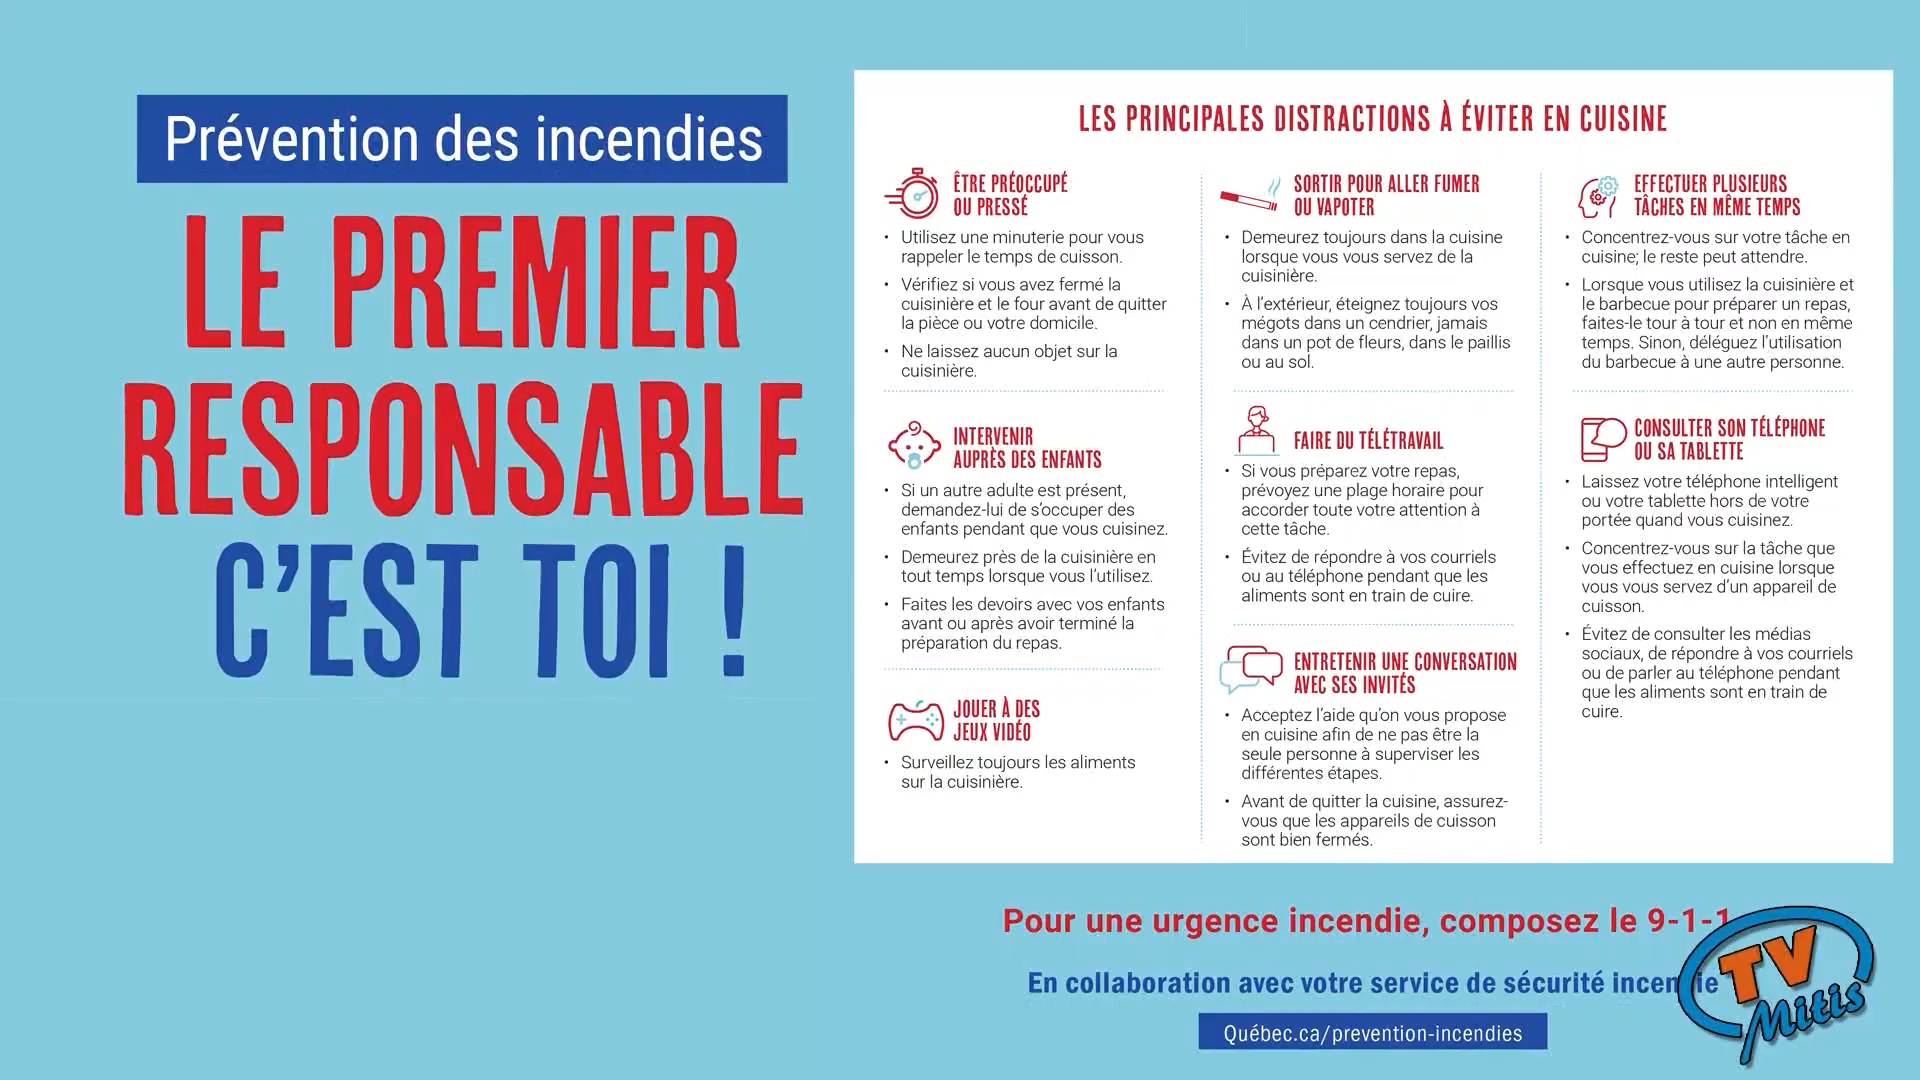 Prévention des incendies
LE PREMIER
RESPONSABLE
C'EST TOI !
LES PRINCIPALES DISTRACTIONS À ÉVITER EN CUISINE
ÊTRE PRÉOCCUPÉ
OU PRESSÉ
• Utilisez une minuterie pour vous
rappeler le temps de cuisson.
• Vérifiez si vous avez fermé la
cuisinière et le four avant de quitter
la pièce ou votre domicile.
• Ne laissez aucun objet sur la
cuisinière.
INTERVENIR
AUPRÈS DES ENFANTS
• Si un autre adulte est présent,
demandez-lui de s'occuper des
enfants pendant que vous cuisinez.
• Demeurez près de la cuisinière en
tout temps lorsque vous l'utilisez.
• Faites les devoirs avec vos enfants
avant ou après avoir terminé la
préparation du repas.
JOUER À DES
JEUX VIDÉO
• Surveillez toujours les aliments
sur la cuisinière.
SORTIR POUR ALLER FUMER
OU VAPOTER
• Demeurez toujours dans la cuisine
lorsque vous vous servez de la
cuisinière.
• À l'extérieur, éteignez toujours vos
mégots dans un cendrier, jamais
dans un pot de fleurs, dans le paillis
ou au sol.
FAIRE DU TÉLÉTRAVAIL
• Si vous préparez votre repas,
prévoyez une plage horaire pour
accorder toute votre attention à
cette tâche.
• Évitez de répondre à vos courriels
ou au téléphone pendant que les
aliments sont en train de cuire.
ENTRETENIR UNE CONVERSATION
AVEC SES INVITÉS
• Acceptez l'aide qu'on vous propose
en cuisine afin de ne pas être la
seule personne à superviser les
différentes étapes.
• Avant de quitter la cuisine, assurez-
vous que les appareils de cuisson
sont bien fermés.
EFFECTUER PLUSIEURS
TÂCHES EN MÊME TEMPS
• Concentrez-vous sur votre tâche en
cuisine; le reste peut attendre.
• Lorsque vous utilisez la cuisinière et
le barbecue pour préparer un repas,
faites-le tour à tour et non en même
temps. Sinon, déléguez l'utilisation
du barbecue à une autre personne.
CONSULTER SON TÉLÉPHONE
OU SA TABLETTE
• Laissez votre téléphone intelligent
ou votre tablette hors de votre
portée quand vous cuisinez.
• Concentrez-vous sur la tâche que
vous effectuez en cuisine lorsque
vous vous servez d'un appareil de
cuisson.
• Évitez de consulter les médias
sociaux, de répondre à vos courriels
ou de parler au téléphone pendant
que les aliments sont en train de
cuire.
Pour une urgence incendie, composez le 9-1-1
En collaboration avec votre service de sécurité incendie
Québec.ca/prevention-incendies
TV
Mitis